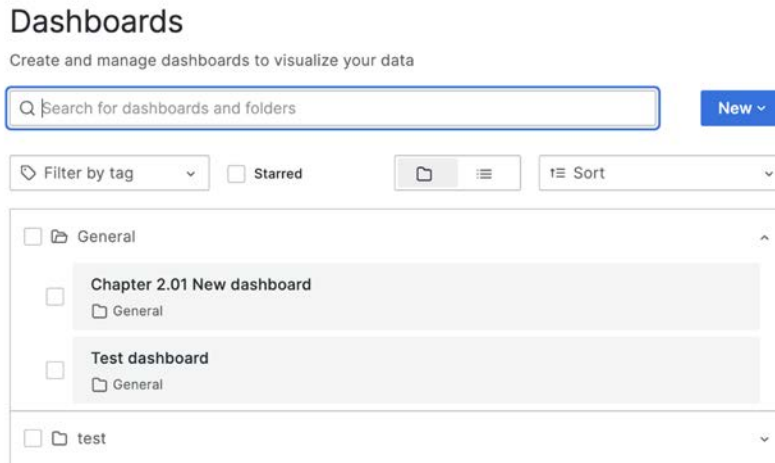 Dashboards
Create and manage dashboards to visualize your data
Search for dashboards and folders
New
Filter by tag
Starred
Sort
General
Chapter 2.01 New dashboard
General
Test dashboard
General
test